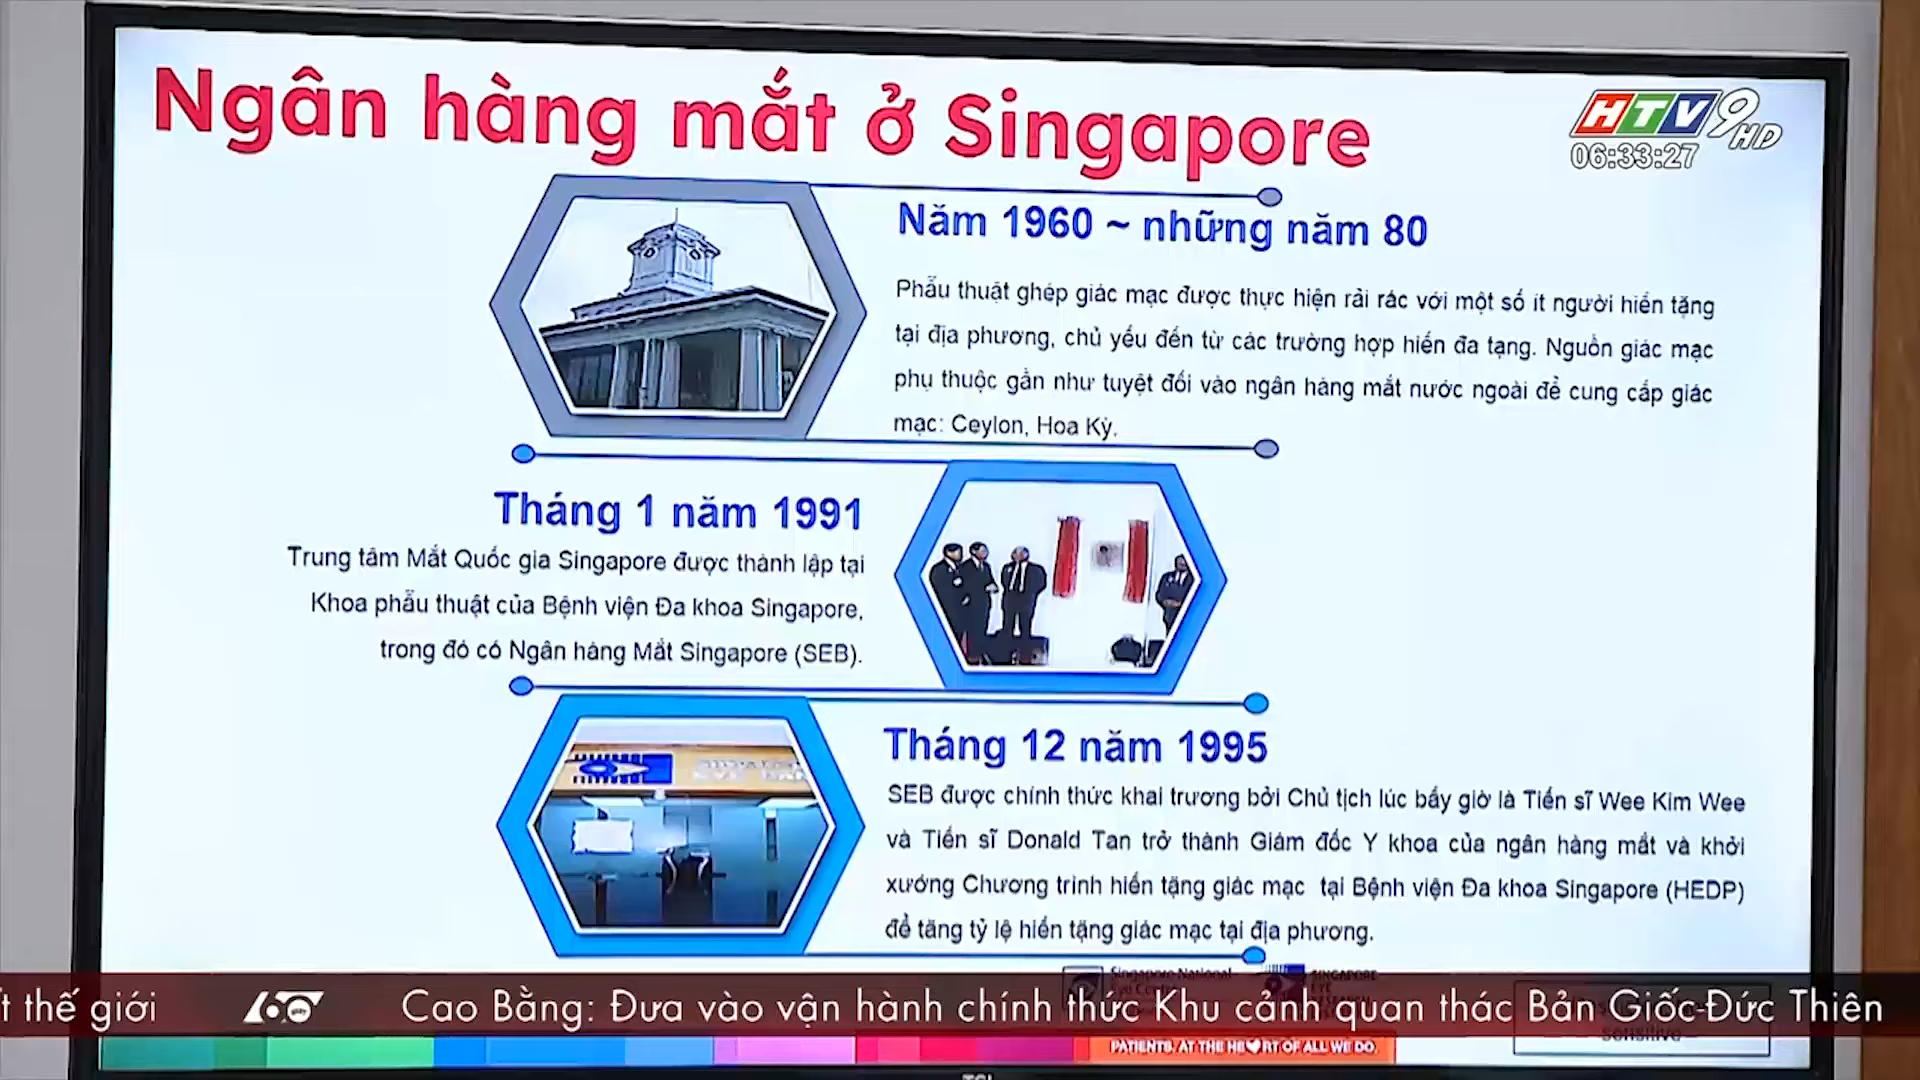 Ngân hàng mắt ở Singapore
HTV9 HD
06:33:27
Năm 1960 ~ những năm 80
Phẫu thuật ghép giác mạc được thực hiện rải rác với một số ít người hiến tặng
tại địa phương, chủ yếu đến từ các trường hợp hiến đa tạng. Nguồn giác mạc
phụ thuộc gần như tuyệt đối vào ngân hàng mắt nước ngoài để cung cấp giác
mạc: Ceylon, Hoa Kỳ.
Tháng 1 năm 1991
Trung tâm Mắt Quốc gia Singapore được thành lập tại
Khoa phẫu thuật của Bệnh viện Đa khoa Singapore,
trong đó có Ngân hàng Mắt Singapore (SEB).
Tháng 12 năm 1995
SEB được chính thức khai trương bởi Chủ tịch lúc bấy giờ là Tiến sĩ Wee Kim Wee
và Tiến sĩ Donald Tan trở thành Giám đốc Y khoa của ngân hàng mắt và khởi
xướng Chương trình hiến tặng giác mạc tại Bệnh viện Đa khoa Singapore (HEDP)
để tăng tỷ lệ hiến tặng giác mạc tại địa phương.
Singapore National
SINGAPORE
EYE
thế giới
60 Cao Bằng: Đưa vào vận hành chính thức Khu cảnh quan thác Bản Giốc-Đức Thiên
PATIENTS. AT THE HE♥RT OF ALL WE DO.